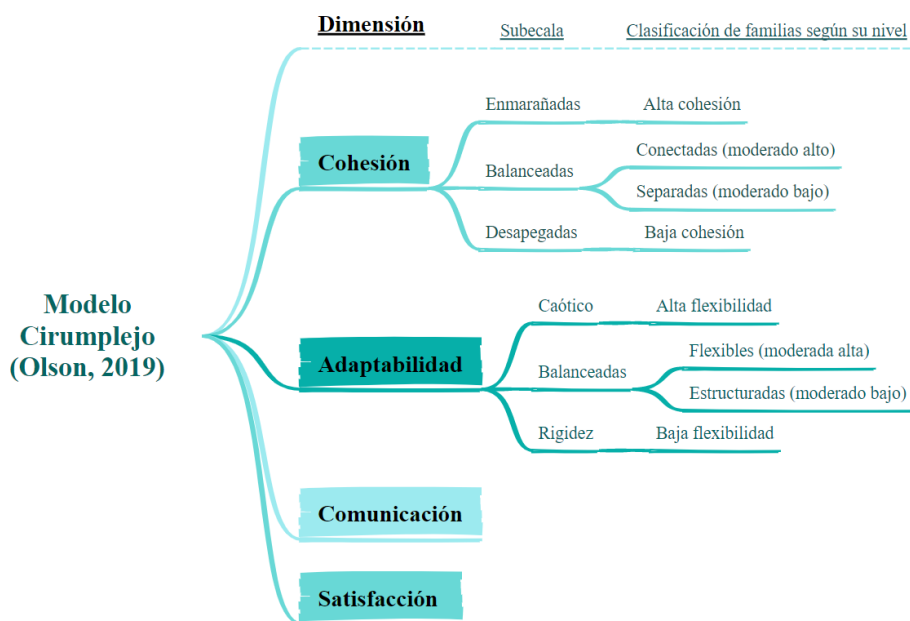 Dimensión
Subecala
Clasificación de familias según su nivel
Modelo
Cirumplejo
(Olson, 2019)
Cohesión
Enmarañadas
Alta cohesión
Balanceadas
Conectadas (moderado alto)
Separadas (moderado bajo)
Desapegadas
Baja cohesión
Adaptabilidad
Caótico
Alta flexibilidad
Balanceadas
Flexibles (moderada alta)
Estructuradas (moderado bajo)
Rigidez
Baja flexibilidad
Comunicación
Satisfacción